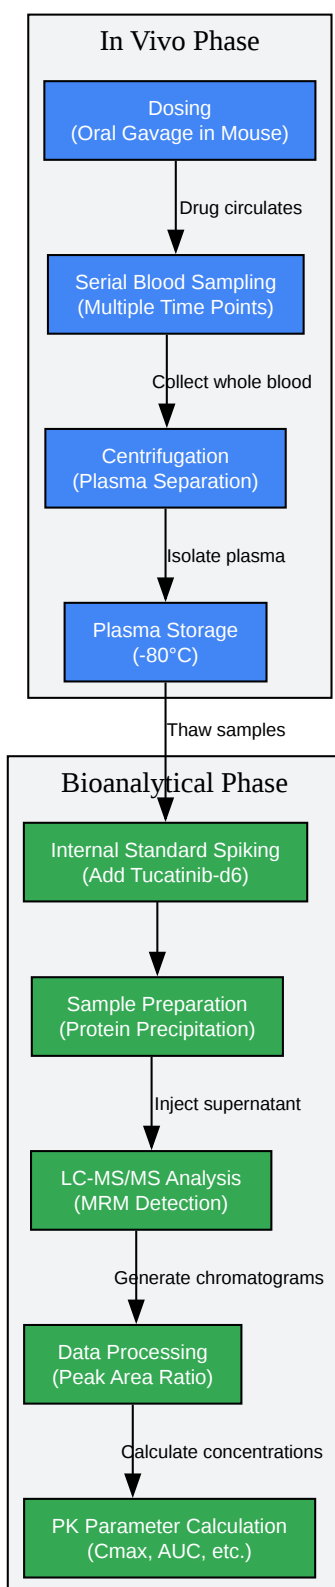 In Vivo Phase
Dosing
(Oral Gavage in Mouse)
Drug circulates
Serial Blood Sampling
(Multiple Time Points)
Collect whole blood
Centrifugation
(Plasma Separation)
Isolate plasma
Plasma Storage
(-80°C)
Thaw samples
Bioanalytical Phase
Internal Standard Spiking
(Add Tucatinib-d6)
Sample Preparation
(Protein Precipitation)
Inject supernatant
LC-MS/MS Analysis
(MRM Detection)
Generate chromatograms
Data Processing
(Peak Area Ratio)
Calculate concentrations
PK Parameter Calculation
(Cmax, AUC, etc.)